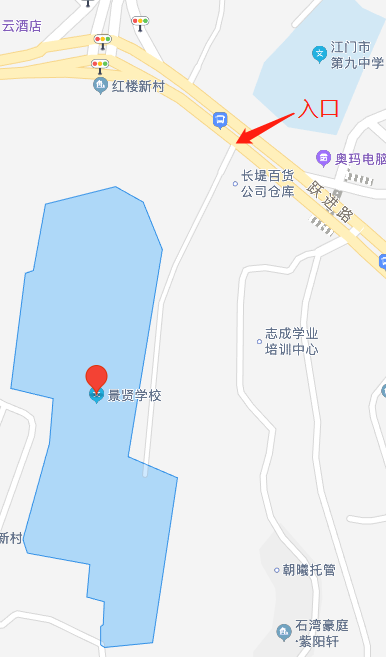 云酒店
江门市
第九中学
红楼新村
入口
奥玛电脑
长堤百货
公司仓库
跃进路
志成学业
培训中心
景贤学校
新村
朝曦托管
石湾豪庭
·紫阳轩